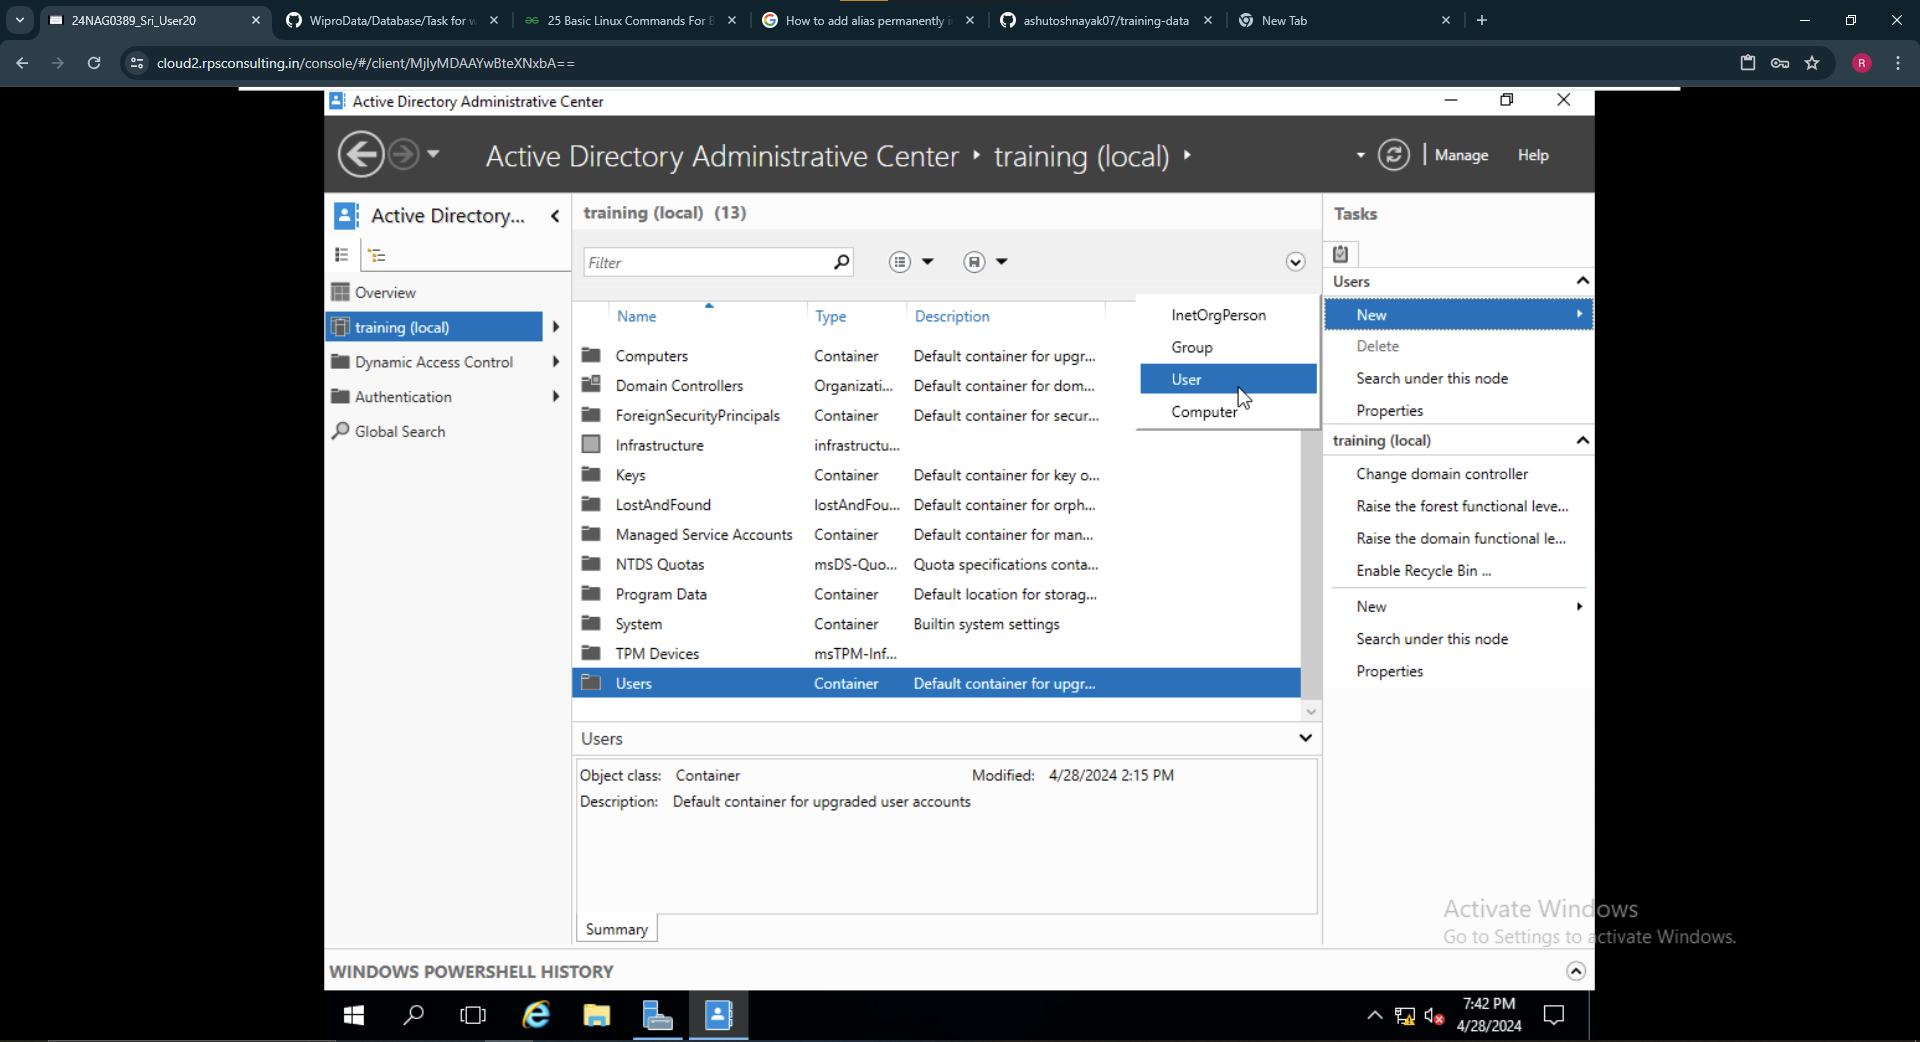 24NAG0389_Sri_User20
WiproData/Database/Task for w
25 Basic Linux Commands For B
How to add alias permanently i
ashutoshnayak07/training-data
New Tab
cloud2.rpsconsulting.in/console/#/client/MjIyMDAAYwBteXNxbA==
R
Active Directory Administrative Center
Active Directory Administrative Center training (local)
Manage
Help
Active Directory...
Overview
training (local)
Dynamic Access Control
Authentication
Global Search
training (local) (13)
Filter
Name Type Description
Computers Container Default container for upgr...
Domain Controllers Organizati... Default container for dom...
ForeignSecurityPrincipals Container Default container for secur...
Infrastructure infrastructu...
Keys Container Default container for key o...
LostAndFound lostAndFou... Default container for orph...
Managed Service Accounts Container Default container for man...
NTDS Quotas msDS-Quo... Quota specifications conta...
Program Data Container Default location for storag...
System Container Builtin system settings
TPM Devices msTPM-Inf...
Users Container Default container for upgr...
InetOrgPerson
Group
User
Computer
Users
Object class: Container Modified: 4/28/2024 2:15 PM
Description: Default container for upgraded user accounts
Summary
Tasks
Users
New
Delete
Search under this node
Properties
training (local)
Change domain controller
Raise the forest functional leve...
Raise the domain functional le...
Enable Recycle Bin ...
New
Search under this node
Properties
Activate Windows
Go to Settings to activate Windows.
WINDOWS POWERSHELL HISTORY
7:42 PM
4/28/2024